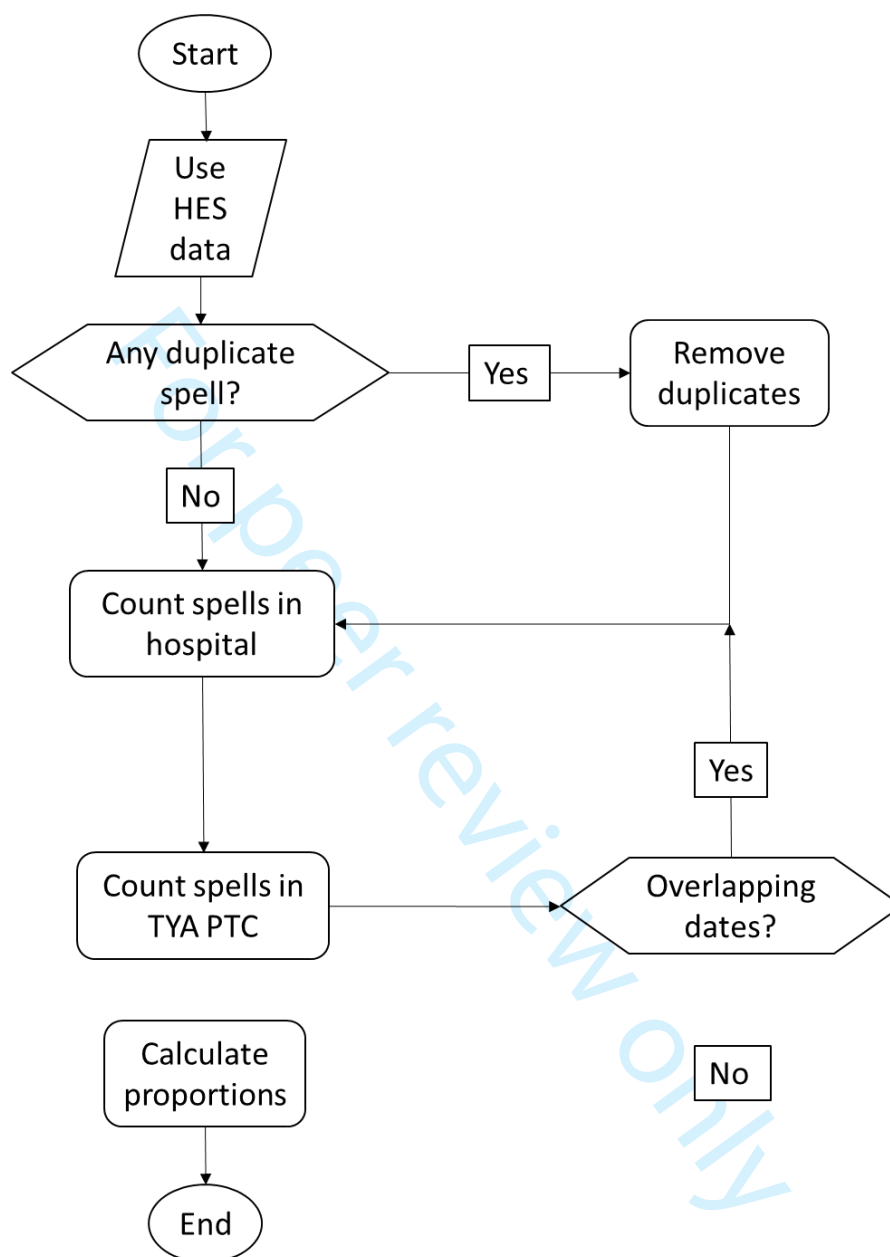 Start
Use
HES
data
Any duplicate
spell?
Yes
Remove
duplicates
No
Count spells in
hospital
Yes
Count spells in
TYA PTC
Overlapping
dates?
Calculate
proportions
No
End
For peer review only